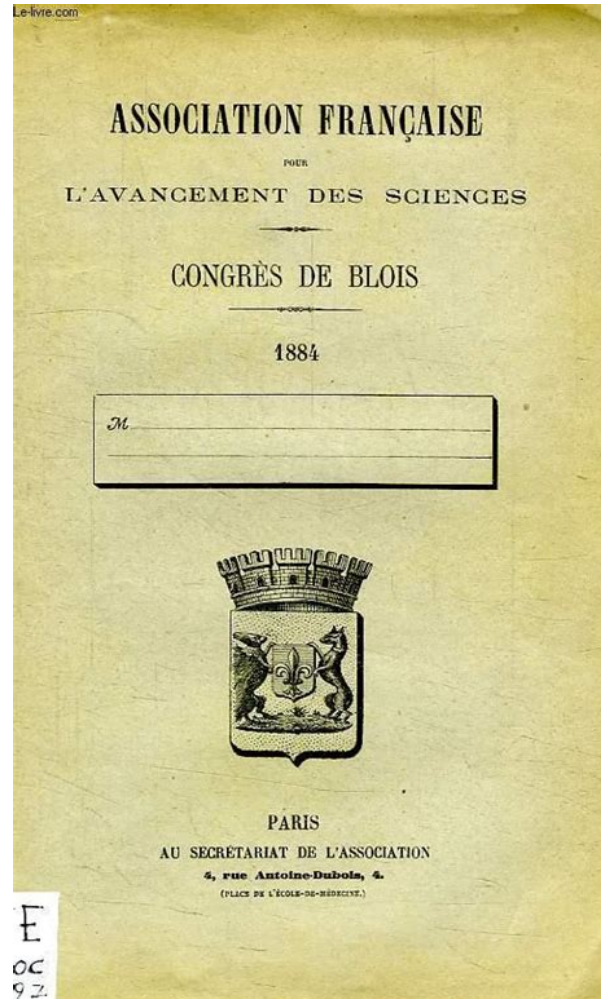 Le-livre.com
ASSOCIATION FRANÇAISE
POUR
L'AVANCEMENT DES SCIENCES
CONGRÈS DE BLOIS
1884
M
PARIS
AU SECRÉTARIAT DE L'ASSOCIATION
4, rue Antoine-Dubois, 4.
(PLACE DE L'ÉCOLE-DE-MÉDECINE.)
E
OC
97